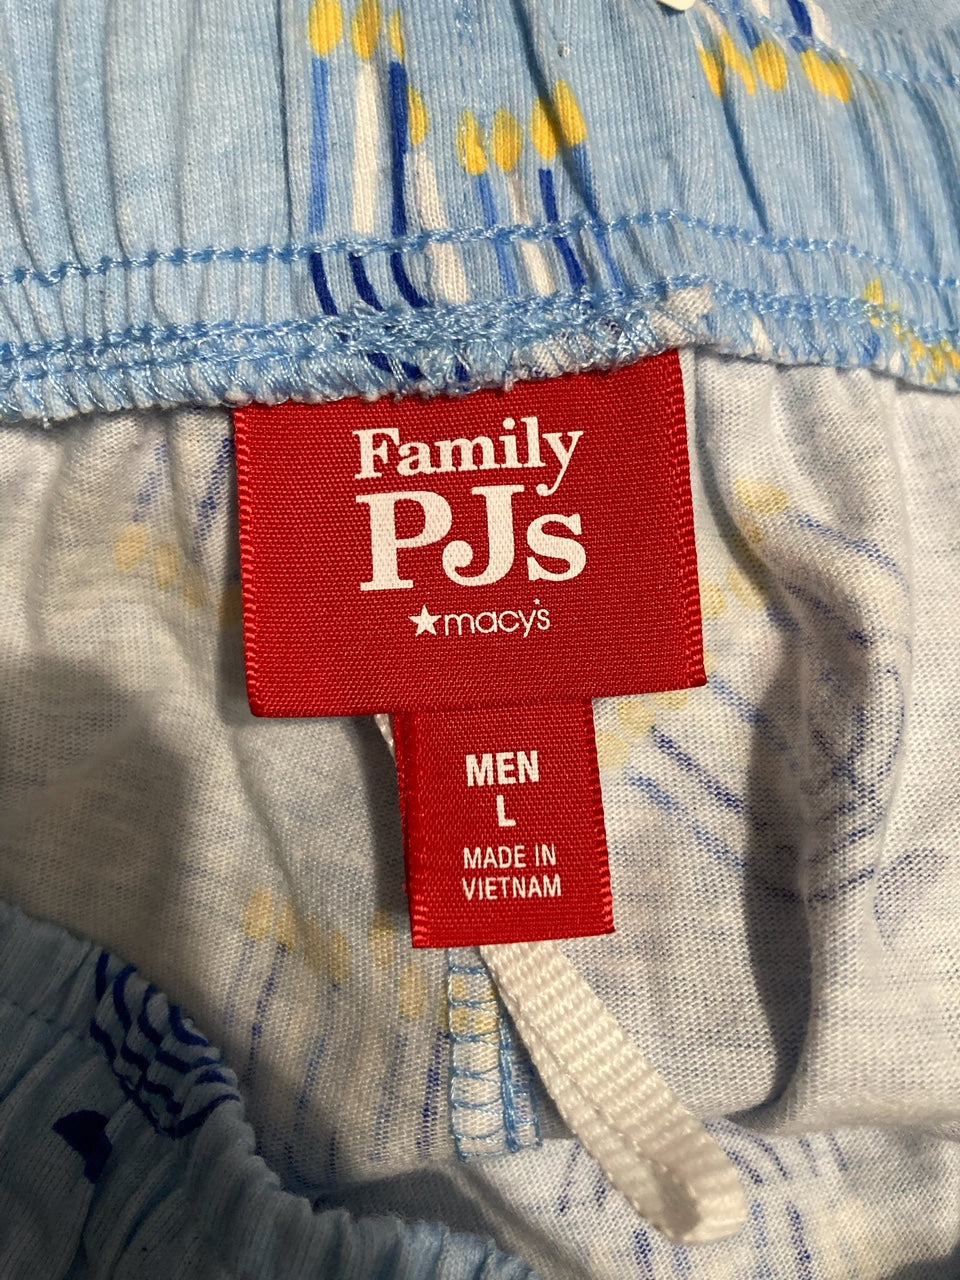 Family
PJs
★macy's
MEN
L
MADE IN
VIETNAM